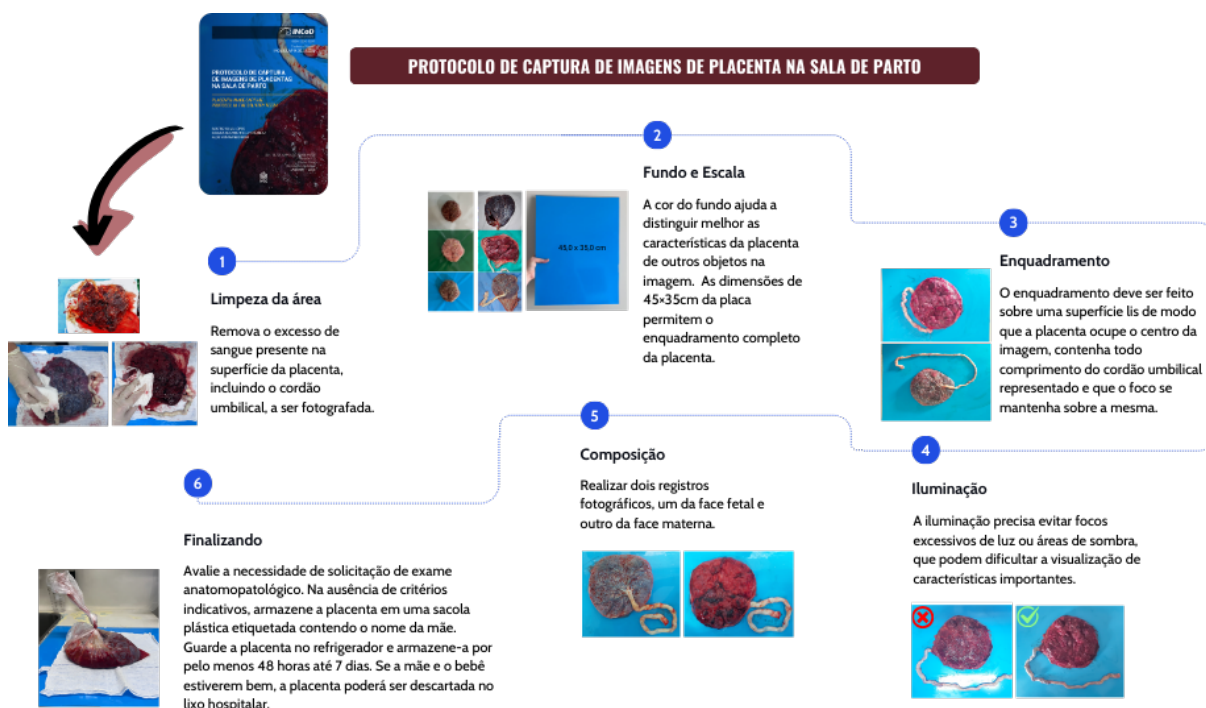 INCoD
PROTOCOLO DE CAPTURA
DE IMAGENS DE PLACENTAS
NA SALA DE PARTO
PROTOCOLO DE CAPTURA DE IMAGENS DE PLACENTA NA SALA DE PARTO
1
Limpeza da área
Remova o excesso de
sangue presente na
superfície da placenta,
incluindo o cordão
umbilical, a ser fotografada.
2
Fundo e Escala
A cor do fundo ajuda a
distinguir melhor as
características da placenta
de outros objetos na
imagem. As dimensões de
45×35cm da placa
permitem o
enquadramento completo
da placenta.
45,0 x 35,0 cm
3
Enquadramento
O enquadramento deve ser feito
sobre uma superfície lis de modo
que a placenta ocupe o centro da
imagem, contenha todo
comprimento do cordão umbilical
representado e que o foco se
mantenha sobre a mesma.
4
Iluminação
A iluminação precisa evitar focos
excessivos de luz ou áreas de sombra,
que podem dificultar a visualização de
características importantes.
5
Composição
Realizar dois registros
fotográficos, um da face fetal e
outro da face materna.
6
Finalizando
Avalie a necessidade de solicitação de exame
anatomopatológico. Na ausência de critérios
indicativos, armazene a placenta em uma sacola
plástica etiquetada contendo o nome da mãe.
Guarde a placenta no refrigerador e armazene-a por
pelo menos 48 horas até 7 dias. Se a mãe e o bebê
estiverem bem, a placenta poderá ser descartada no
lixo hospitalar.